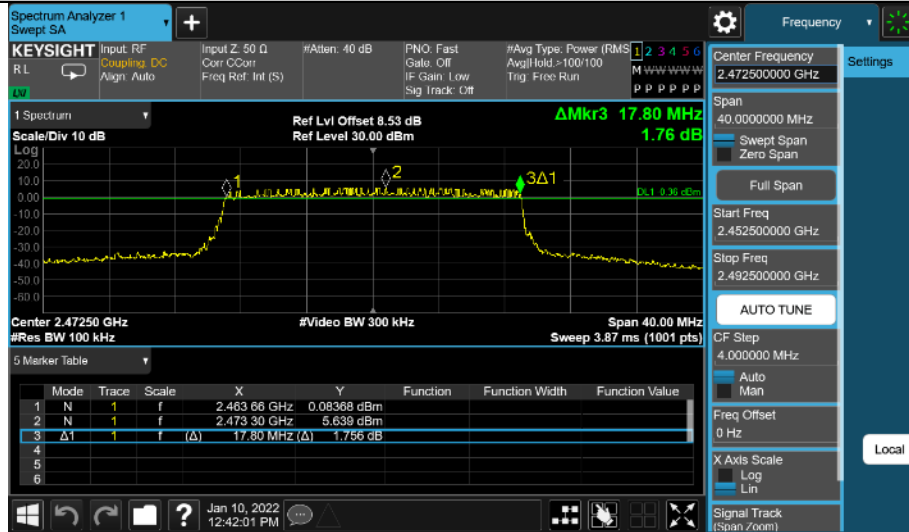 Spectrum Analyzer 1
Swept SA
+
Frequency
KEYSIGHT
RL
LXI
Input: RF
Coupling: DC
Align: Auto
Input Z: 50 Ω
Corr CCorr
Freq Ref: Int (S)
#Atten: 40 dB
PNO: Fast
Gate: Off
IF Gain: Low
Sig Track: Off
#Avg Type: Power (RMS
Avg|Hold:>100/100
Trig: Free Run
1 2 3 4 5 6
M W W W W W
P P P P P P
1 Spectrum
Scale/Div 10 dB
Ref Lvl Offset 8.53 dB
Ref Level 30.00 dBm
ΔMkr3 17.80 MHz
1.76 dB
Log
20.0
10.0
0.00
-10.0
-20.0
-30.0
-40.0
-50.0
-60.0
1
2
3Δ1
DL1 0.36 dBm
Center 2.47250 GHz
#Video BW 300 kHz
Span 40.00 MHz
#Res BW 100 kHz
Sweep 3.87 ms (1001 pts)
5 Marker Table
Mode Trace Scale X Y Function Function Width Function Value
1 N 1 f 2.463 66 GHz 0.08368 dBm
2 N 1 f 2.473 30 GHz 5.639 dBm
3 Δ1 1 f (Δ) 17.80 MHz (Δ) 1.756 dB
4
5
6
Jan 10, 2022
12:42:01 PM
?
Center Frequency
2.472500000 GHz
Span
40.0000000 MHz
Swept Span
Zero Span
Full Span
Start Freq
2.452500000 GHz
Stop Freq
2.492500000 GHz
AUTO TUNE
CF Step
4.000000 MHz
Auto
Man
Freq Offset
0 Hz
X Axis Scale
Log
Lin
Signal Track
(Span Zoom)
Settings
Local